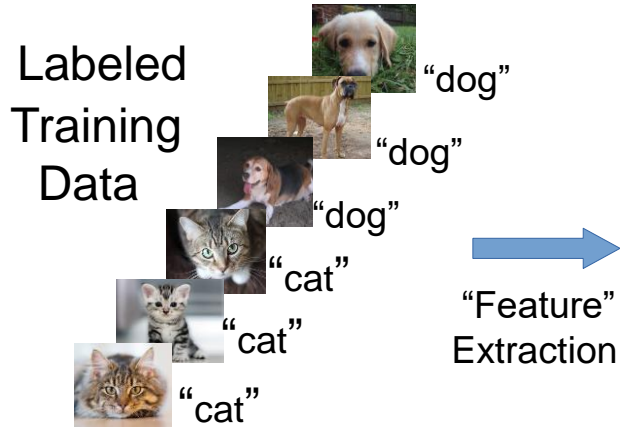 Labeled
Training
Data
“dog”
“dog”
“dog”
“cat”
“cat”
“cat”
“Feature”
Extraction